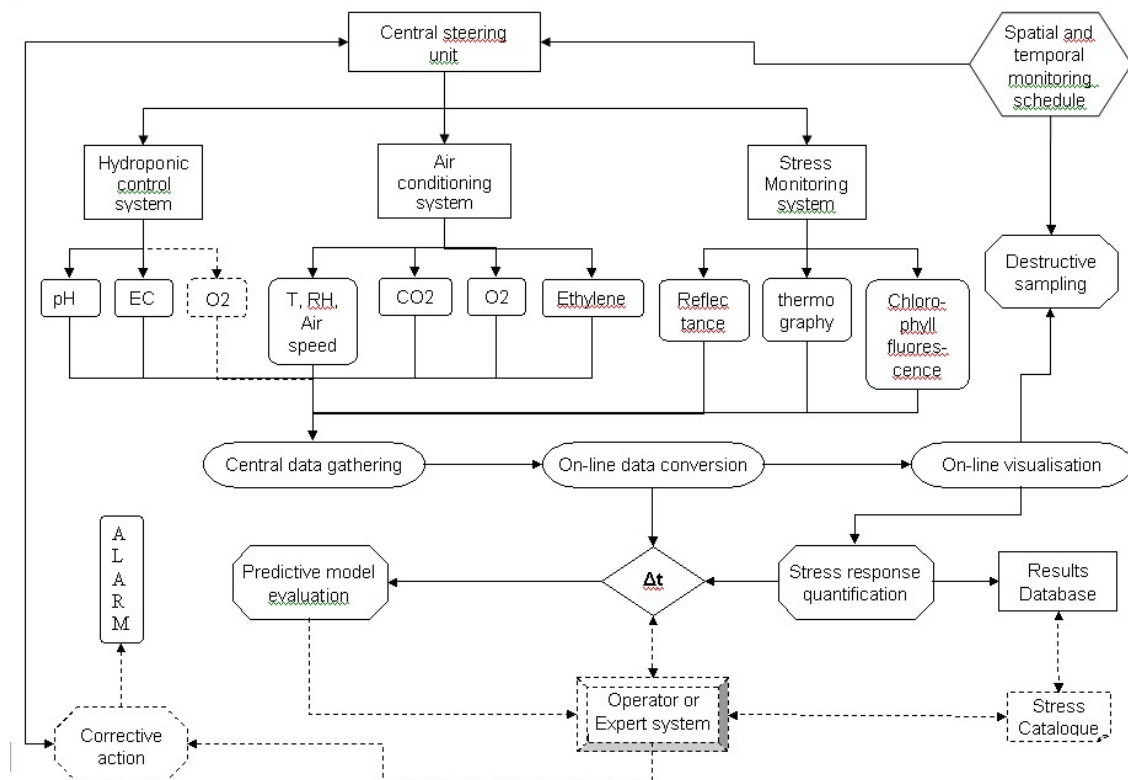 Central steering
unit
Spatial and
temporal
monitoring
schedule
Hydroponic
control
system
Air
conditioning
system
Stress
Monitoring
system
Destructive
sampling
pH
EC
O2
T, RH,
Air
speed
CO2
O2
Ethylene
Reflec
tance
thermo
graphy
Chloro-
phyll
fluores-
cence
Central data gathering
On-line data conversion
On-line visualisation
A
L
A
R
M
Predictive model
evaluation
Δt
Stress response
quantification
Results
Database
Operator or
Expert system
Stress
Catalogue
Corrective
action